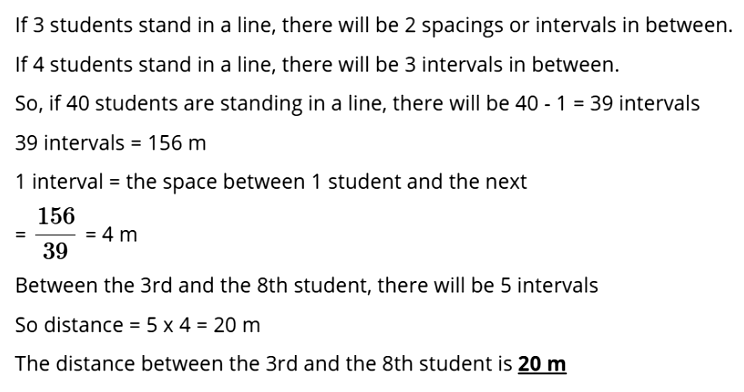 If 3 students stand in a line, there will be 2 spacings or intervals in between.
If 4 students stand in a line, there will be 3 intervals in between.
So, if 40 students are standing in a line, there will be 40 - 1 = 39 intervals
39 intervals = 156 m
1 interval = the space between 1 student and the next
= 156/39 = 4 m
Between the 3rd and the 8th student, there will be 5 intervals
So distance = 5 x 4 = 20 m
The distance between the 3rd and the 8th student is 20 m